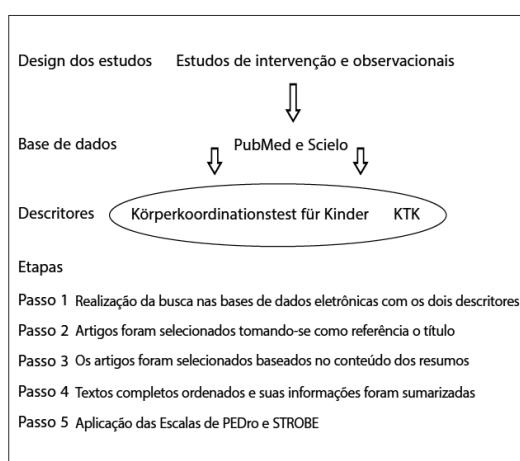 Design dos estudos Estudos de intervenção e observacionais
Base de dados PubMed e Scielo
Descritores Körperkoordinationstest für Kinder KTK
Etapas
Passo 1 Realização da busca nas bases de dados eletrônicas com os dois descritores
Passo 2 Artigos foram selecionados tomando-se como referência o título
Passo 3 Os artigos foram selecionados baseados no conteúdo dos resumos
Passo 4 Textos completos ordenados e suas informações foram sumarizadas
Passo 5 Aplicação das Escalas de PEDro e STROBE